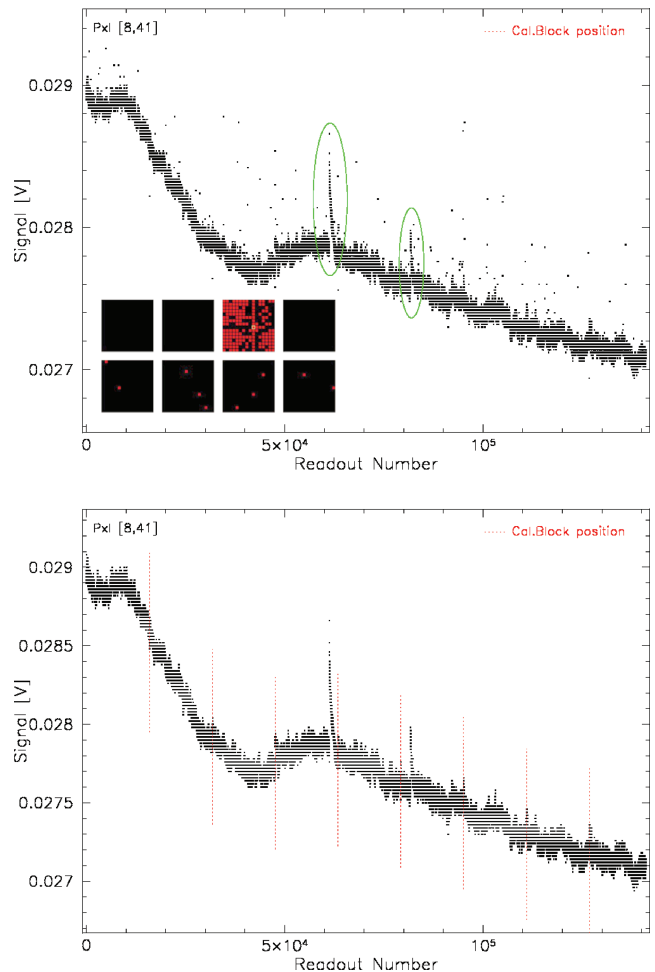 Pxl [8,41]
Cal.Block position
0.029
0.028
0.027
Signal [V]
0
5×10⁴
10⁵
Readout Number
Pxl [8,41]
Cal.Block position
0.029
0.0285
0.028
0.0275
0.027
Signal [V]
0
5×10⁴
10⁵
Readout Number